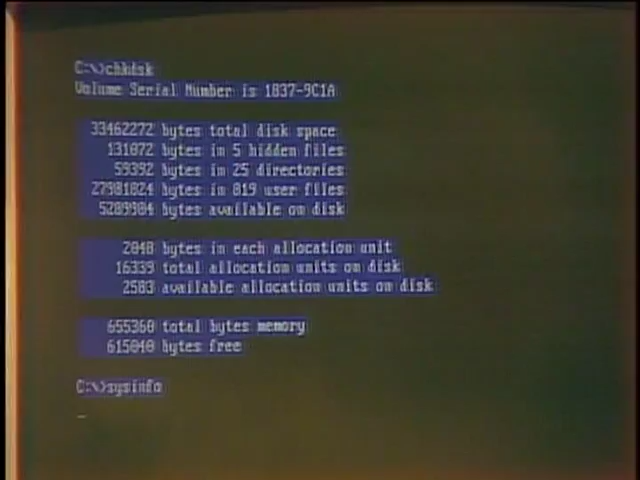 C:\>chkdsk
Volume Serial Number is 1837-9C1A
33462272 bytes total disk space
131072 bytes in 5 hidden files
59392 bytes in 25 directories
27981824 bytes in 819 user files
5289984 bytes available on disk
2048 bytes in each allocation unit
16339 total allocation units on disk
2583 available allocation units on disk
655360 total bytes memory
615040 bytes free
C:\>sysinfo
_